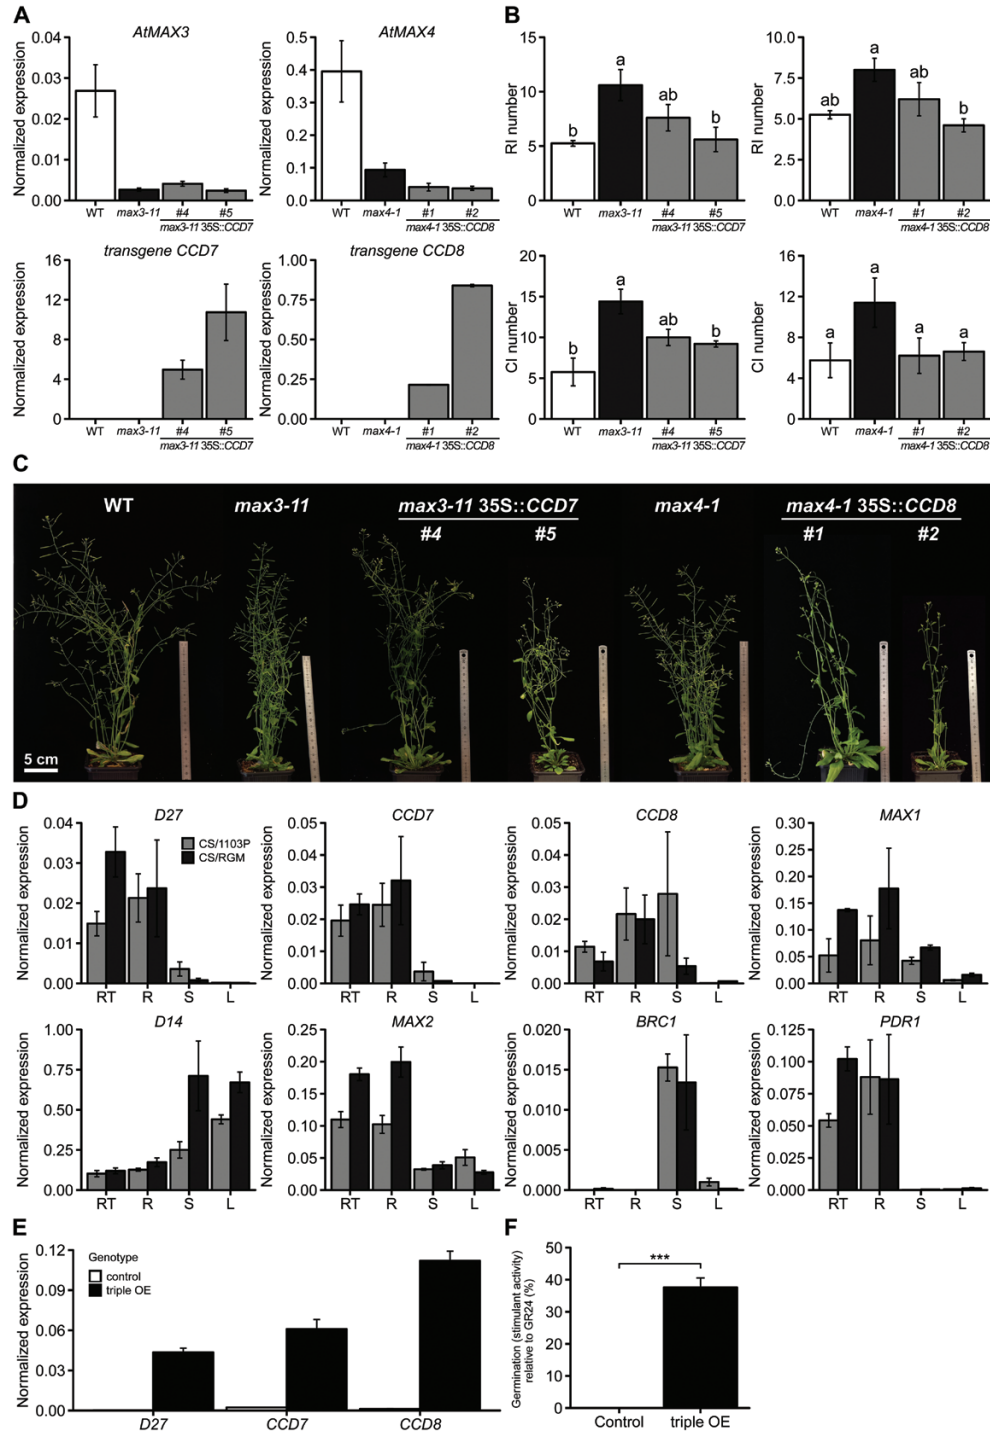 A
AtMAX3
Normalized expression
0.04
0.03
0.02
0.01
0.00
WT
max3-11
#4
#5
max3-11 35S::CCD7
AtMAX4
Normalized expression
0.5
0.4
0.3
0.2
0.1
0.0
WT
max4-1
#1
#2
max4-1 35S::CCD8
transgene CCD7
Normalized expression
16
12
8
4
0
WT
max3-11
#4
#5
max3-11 35S::CCD7
transgene CCD8
Normalized expression
1.00
0.75
0.50
0.25
0.00
WT
max4-1
#1
#2
max4-1 35S::CCD8
B
RI number
15
10
5
0
b
a
ab
b
WT
max3-11
#4
#5
max3-11 35S::CCD7
RI number
10.0
7.5
5.0
2.5
0.0
ab
a
ab
b
WT
max4-1
#1
#2
max4-1 35S::CCD8
CI number
20
15
10
5
0
b
a
ab
b
WT
max3-11
#4
#5
max3-11 35S::CCD7
CI number
16
12
8
4
0
a
a
a
a
WT
max4-1
#1
#2
max4-1 35S::CCD8
C
WT
max3-11
max3-11 35S::CCD7
#4
#5
max4-1
max4-1 35S::CCD8
#1
#2
5 cm
D
D27
Normalized expression
0.04
0.03
0.02
0.01
0.00
CS/1103P
CS/RGM
RT R S L
CCD7
Normalized expression
0.05
0.04
0.03
0.02
0.01
0.00
RT R S L
CCD8
Normalized expression
0.05
0.04
0.03
0.02
0.01
0.00
RT R S L
MAX1
Normalized expression
0.30
0.25
0.20
0.15
0.10
0.05
0.00
RT R S L
D14
Normalized expression
1.00
0.75
0.50
0.25
0.00
RT R S L
MAX2
Normalized expression
0.25
0.20
0.15
0.10
0.05
0.00
RT R S L
BRC1
Normalized expression
0.020
0.015
0.010
0.005
0.000
RT R S L
PDR1
Normalized expression
0.125
0.100
0.075
0.050
0.025
0.000
RT R S L
E
Normalized expression
0.12
0.09
0.06
0.03
0.00
Genotype
control
triple OE
D27
CCD7
CCD8
F
Germination (stimulant activity)
relative to GR24 (%)
50
40
30
20
10
0
***
Control
triple OE